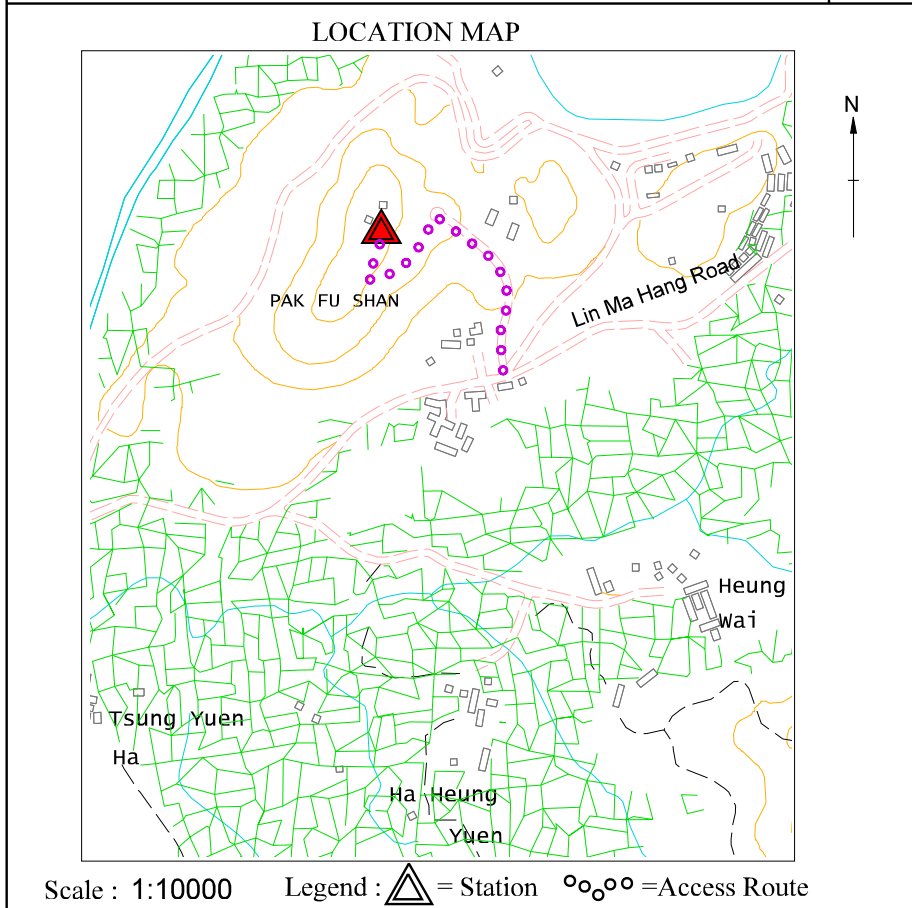 LOCATION MAP
N
PAK FU SHAN
Lin Ma Hang Road
Heung
Wai
Tsung Yuen
Ha
Ha Heung
Yuen
Scale : 1:10000 Legend : = Station =Access Route